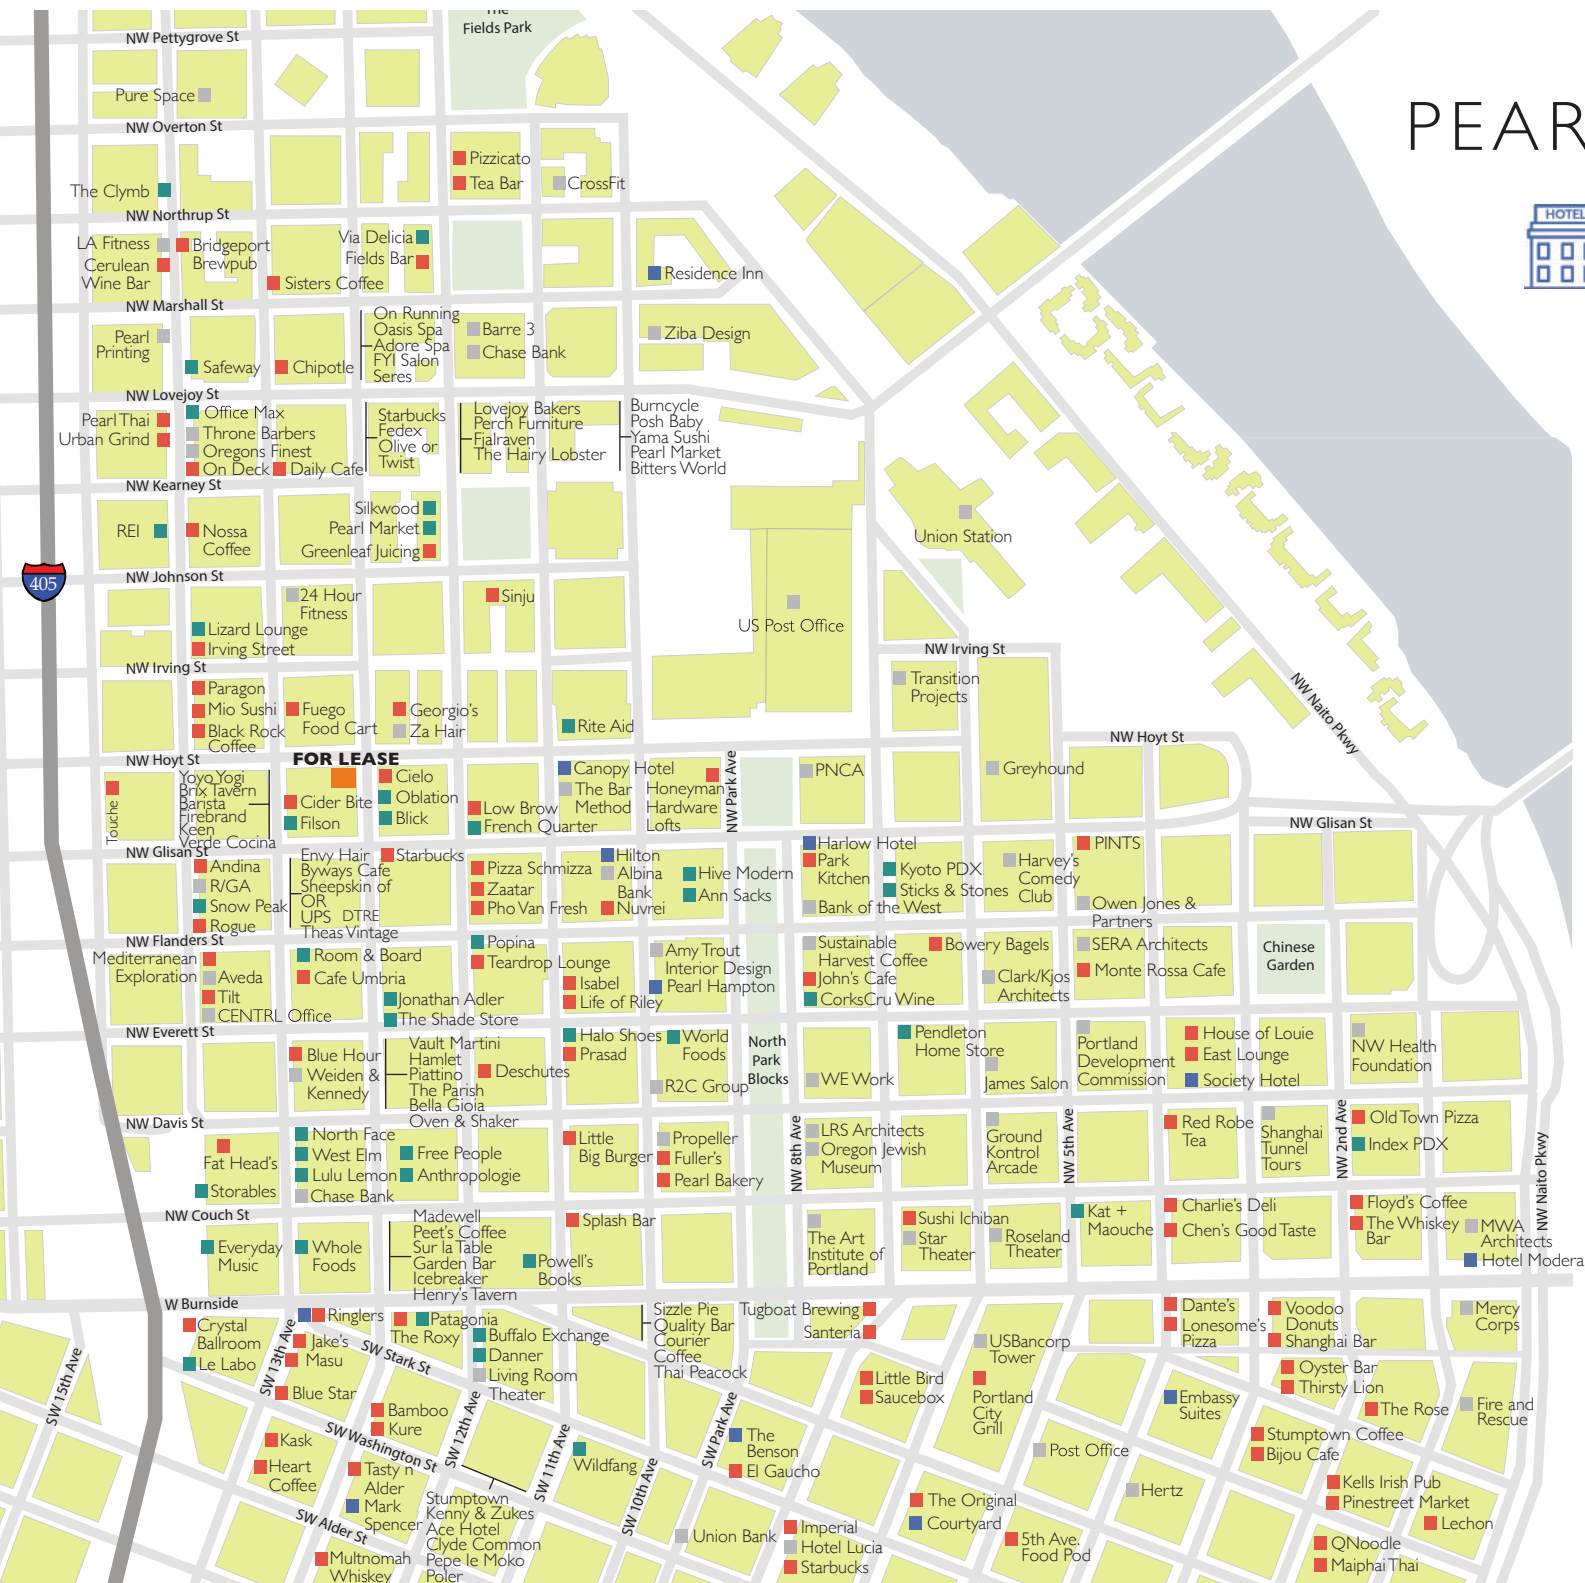 The
Fields Park
NW Pettygrove St
Pure Space
NW Overton St
PEAR
Pizzicato
Tea Bar
CrossFit
The Clymb
NW Northrup St
HOTEL
LA Fitness
Cerulean
Wine Bar
Bridgeport
Brewpub
Via Delicia
Fields Bar
Sisters Coffee
Residence Inn
NW Marshall St
Pearl
Printing
Safeway
Chipotle
On Running
Oasis Spa
Adore Spa
FYI Salon
Seres
Barre 3
Chase Bank
Ziba Design
NW Lovejoy St
Pearl Thai
Urban Grind
Office Max
Throne Barbers
Oregons Finest
On Deck
Daily Cafe
Starbucks
Fedex
Olive or
Twist
Lovejoy Bakers
Perch Furniture
Fjalraven
The Hairy Lobster
Burncycle
Posh Baby
Yama Sushi
Pearl Market
Bitters World
NW Kearney St
REI
Nossa
Coffee
Silkwood
Pearl Market
Greenleaf Juicing
Union Station
405
NW Johnson St
24 Hour
Fitness
Sinju
Lizard Lounge
Irving Street
US Post Office
NW Irving St
NW Irving St
Paragon
Mio Sushi
Black Rock
Coffee
Fuego
Food Cart
Georgio's
Za Hair
Rite Aid
Transition
Projects
NW Naito Pkwy
NW Hoyt St
FOR LEASE
NW Hoyt St
Touche
Yoyo Yogi
Brix Tavern
Barista
Firebrand
Keen
Verde Cocina
Cider Bite
Filson
Cielo
Oblation
Blick
Low Brow
French Quarter
Canopy Hotel
The Bar
Method
Honeyman
Hardware
Lofts
NW Park Ave
PNCA
Greyhound
NW Glisan St
NW Glisan St
Andina
R/GA
Snow Peak
Rogue
Envy Hair
Byways Cafe
Sheepskin of
OR
UPS DTRE
Theas Vintage
Starbucks
Pizza Schmizza
Zaatar
Pho Van Fresh
Hilton
Albina
Bank
Nuvrei
Hive Modern
Ann Sacks
Harlow Hotel
Park
Kitchen
Bank of the West
Kyoto PDX
Sticks & Stones
Harvey's
Comedy
Club
PINTS
Owen Jones &
Partners
NW Flanders St
Mediterranean
Exploration
Aveda
Tilt
CENTRL Office
Room & Board
Cafe Umbria
Jonathan Adler
The Shade Store
Popina
Teardrop Lounge
Isabel
Life of Riley
Amy Trout
Interior Design
Pearl Hampton
Sustainable
Harvest Coffee
John's Cafe
CorksCru Wine
Bowery Bagels
Clark/Kjos
Architects
SERA Architects
Monte Rossa Cafe
Chinese
Garden
NW Everett St
Blue Hour
Weiden &
Kennedy
Vault Martini
Hamlet
Piattino
The Parish
Bella Gioia
Oven & Shaker
Deschutes
Halo Shoes
Prasad
World
Foods
R2C Group
North
Park
Blocks
WE Work
Pendleton
Home Store
James Salon
Portland
Development
Commission
House of Louie
East Lounge
Society Hotel
NW Health
Foundation
NW Davis St
Fat Head's
Storables
North Face
West Elm
Lulu Lemon
Chase Bank
Free People
Anthropologie
Little
Big Burger
Propeller
Fuller's
Pearl Bakery
NW 8th Ave
LRS Architects
Oregon Jewish
Museum
Ground
Kontrol
Arcade
NW 5th Ave
Red Robe
Tea
Shanghai
Tunnel
Tours
NW 2nd Ave
Old Town Pizza
Index PDX
NW Naito Pkwy
NW Couch St
Everyday
Music
Whole
Foods
Madewell
Peet's Coffee
Sur la Table
Garden Bar
Icebreaker
Henry's Tavern
Splash Bar
Powell's
Books
The Art
Institute of
Portland
Sushi Ichiban
Star
Theater
Roseland
Theater
Kat +
Maouche
Charlie's Deli
Chen's Good Taste
Floyd's Coffee
The Whiskey
Bar
MWA
Architects
Hotel Modera
W Burnside
Crystal
Ballroom
Le Labo
SW 13th Ave
Ringlers
Jake's
Masu
Blue Star
SW Stark St
Patagonia
The Roxy
Buffalo Exchange
Danner
Living Room
Theater
Sizzle Pie
Quality Bar
Courier
Coffee
Thai Peacock
Tugboat Brewing
Santeria
USBancorp
Tower
Dante's
Lonesome's
Pizza
Voodoo
Donuts
Shanghai Bar
Mercy
Corps
SW 15th Ave
Bamboo
Kure
SW Washington St
SW 12th Ave
SW 11th Ave
SW 10th Ave
SW Park Ave
Little Bird
Saucebox
Portland
City
Grill
Embassy
Suites
Oyster Bar
Thirsty Lion
The Rose
Fire and
Rescue
Kask
Heart
Coffee
Tasty n
Alder
Mark
Spencer
Wildfang
The
Benson
El Gaucho
Post Office
Stumptown Coffee
Bijou Cafe
SW Alder St
Stumptown
Kenny & Zukes
Ace Hotel
Clyde Common
Pepe le Moko
Poler
Multnomah
Whiskey
Union Bank
Imperial
Hotel Lucia
Starbucks
The Original
Courtyard
5th Ave.
Food Pod
Hertz
Kells Irish Pub
Pinestreet Market
Lechon
QNoodle
Maiphai Thai